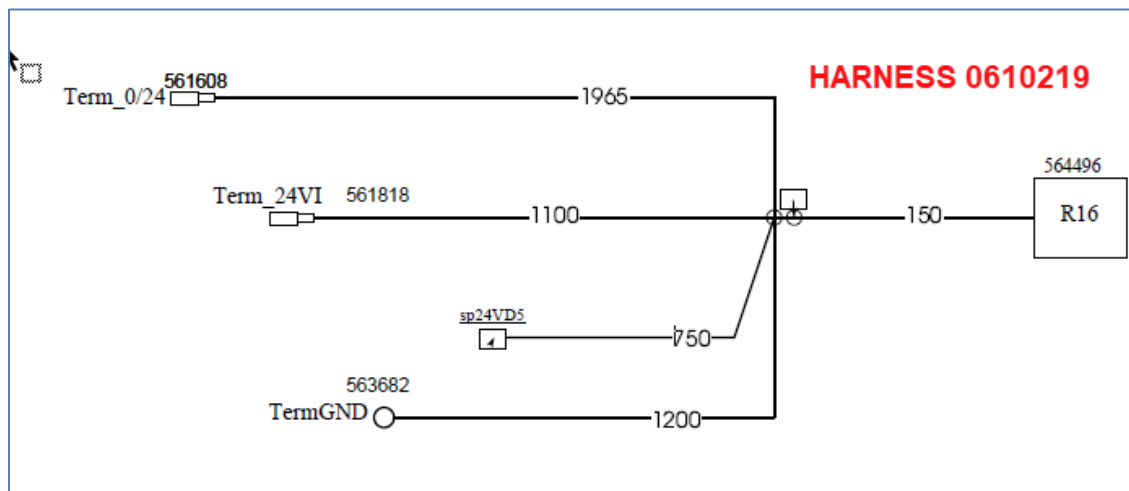 HARNESS 0610219
561608
Term_0/24
1965
564496
R16
Term_24VI
561818
1100
150
sp24VD5
750
563682
TermGND
1200